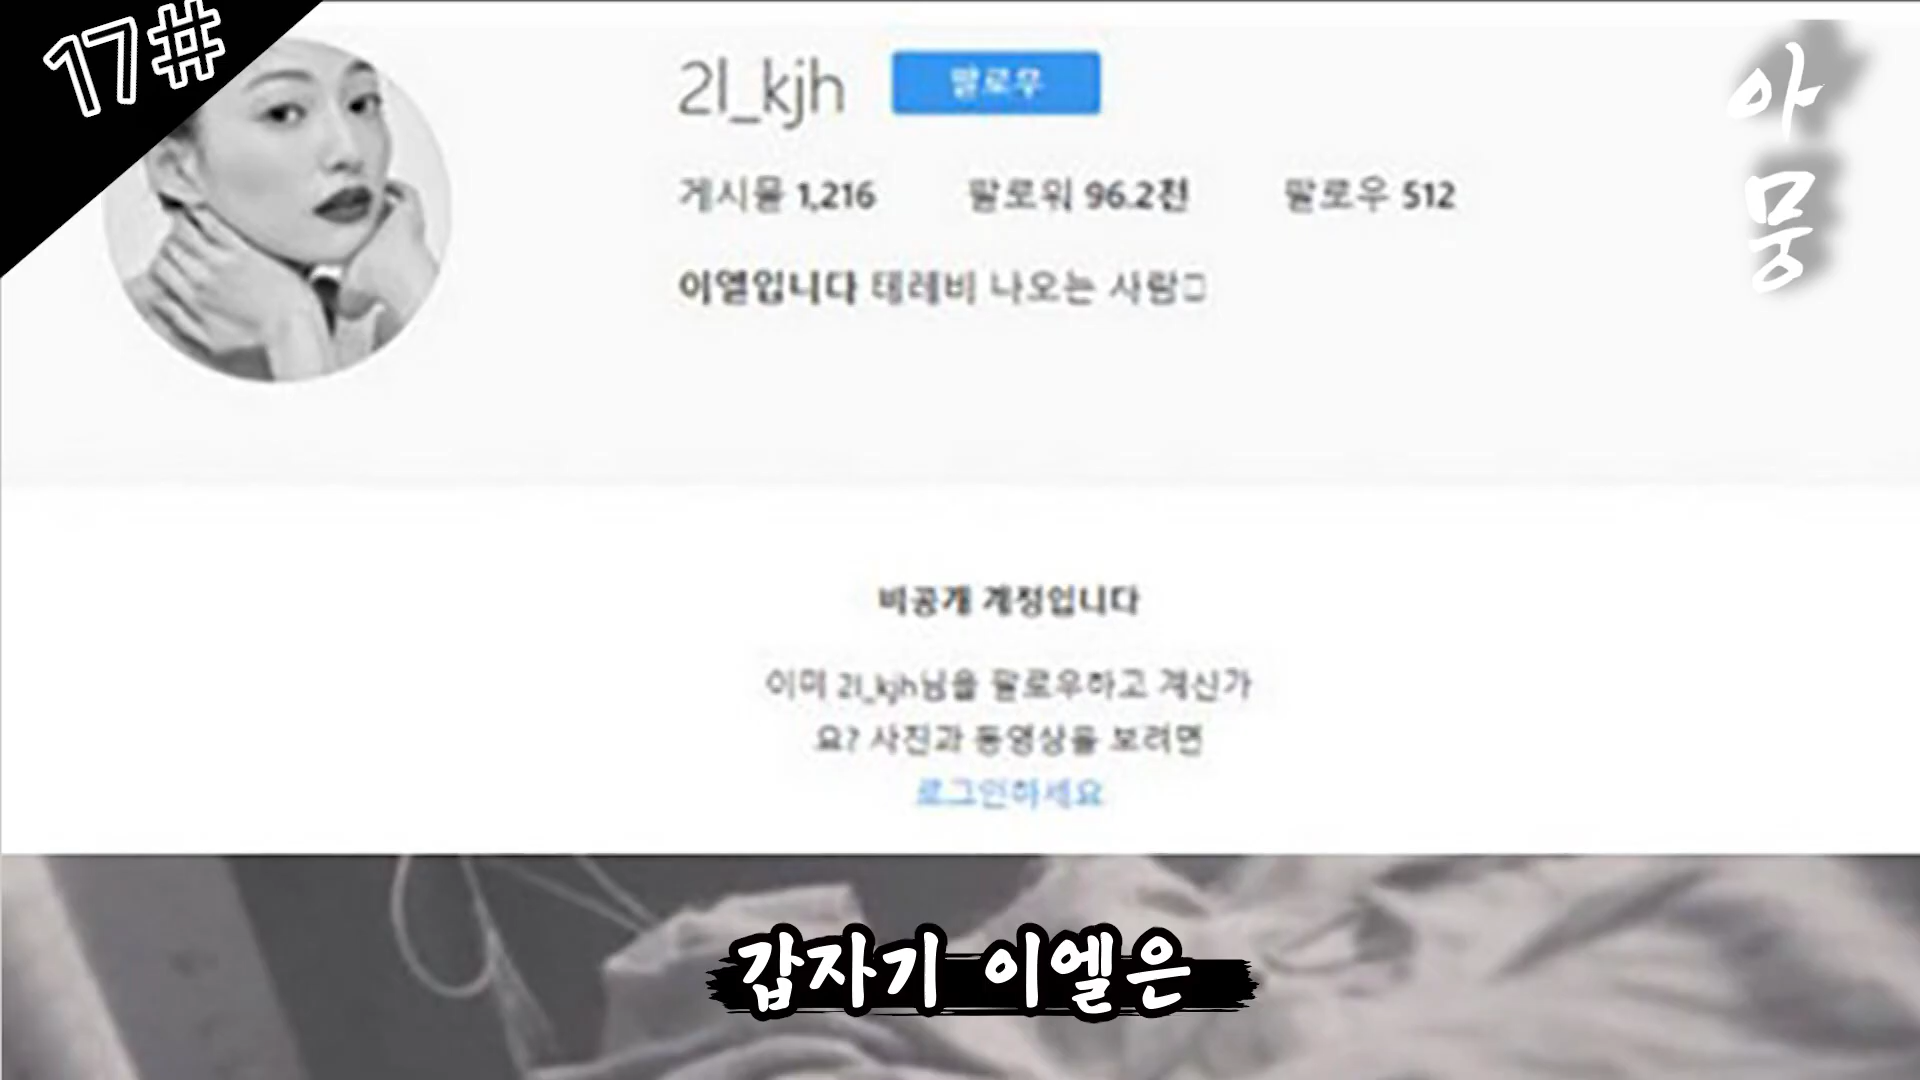 17#
아뭉
2l_kjh 팔로우
게시물 1,216 팔로워 96.2천 팔로우 512
이엘입니다 테레비 나오는 사람□
비공개 계정입니다
이미 2l_kjh님을 팔로우하고 계신가
요? 사진과 동영상을 보려면
로그인하세요
갑자기 이엘은